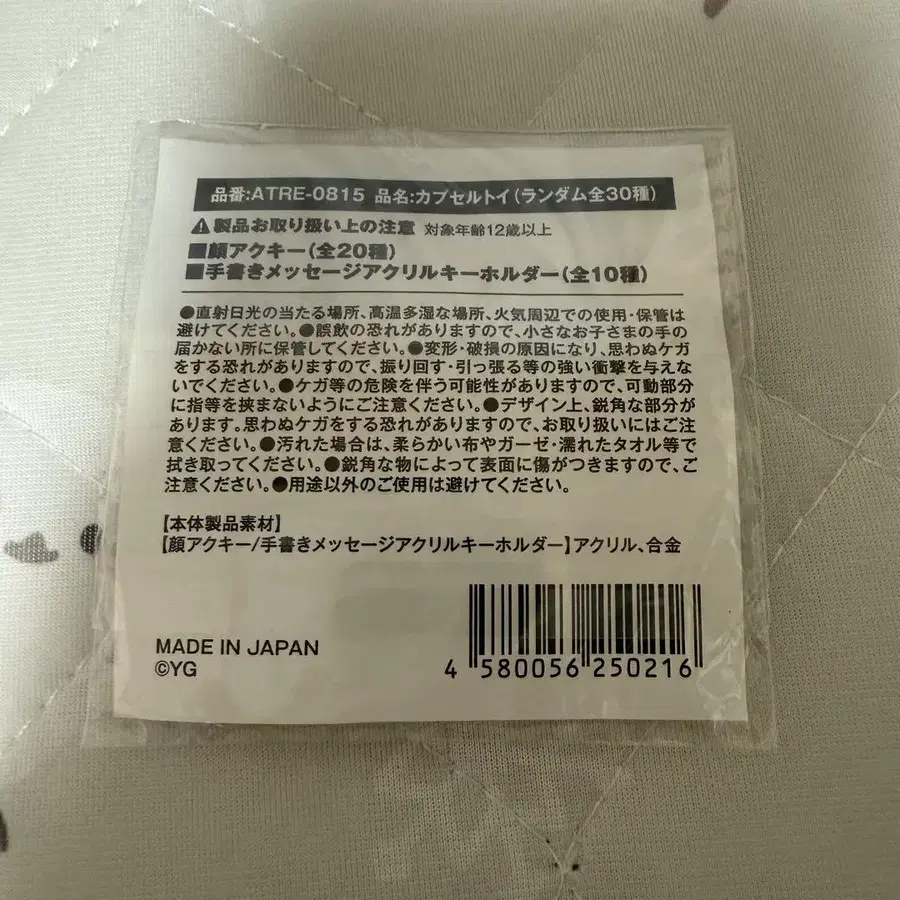 品番:ATRE-0815 品名:カプセルトイ(ランダム全30種)
⚠製品お取り扱い上の注意 対象年齢12歳以上
■顔アクキー(全20種)
■手書きメッセージアクリルキーホルダー(全10種)
●直射日光の当たる場所、高温多湿な場所、火気周辺での使用・保管は
避けてください。●誤飲の恐れがありますので、小さなお子さまの手の
届かない所に保管してください。●変形・破損の原因になり、思わぬケガ
をする恐れがありますので、振り回す・引っ張る等の強い衝撃を与えな
いでください。●ケガ等の危険を伴う可能性がありますので、可動部分
に指等を挟まないようにご注意ください。●デザイン上、鋭角な部分が
あります。思わぬケガをする恐れがありますので、お取り扱いにはご注
意ください。●汚れた場合は、柔らかい布やガーゼ・濡れたタオル等で
拭き取ってください。●鋭角な物によって表面に傷がつきますので、ご
注意ください。●用途以外のご使用は避けてください。
【本体製品素材】
【顔アクキー/手書きメッセージアクリルキーホルダー】アクリル、合金
MADE IN JAPAN
©YG
4 580056 250216